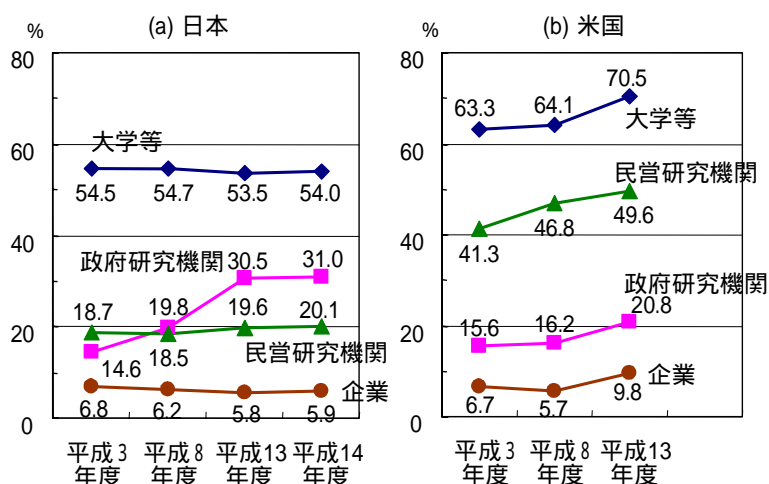 (a) 日本
%
80
60
40
20
0
大学等
54.5 54.7 53.5 54.0
政府研究機関
30.5 31.0
18.7 19.8 19.6 20.1
14.6 18.5
民営研究機関
企業
6.8 6.2 5.8 5.9
平成3年度
平成8年度
平成13年度
平成14年度
(b) 米国
%
80
60
40
20
0
63.3 64.1 70.5
大学等
民営研究機関
41.3 46.8 49.6
政府研究機関
15.6 16.2 20.8
企業
6.7 5.7 9.8
平成3年度
平成8年度
平成13年度